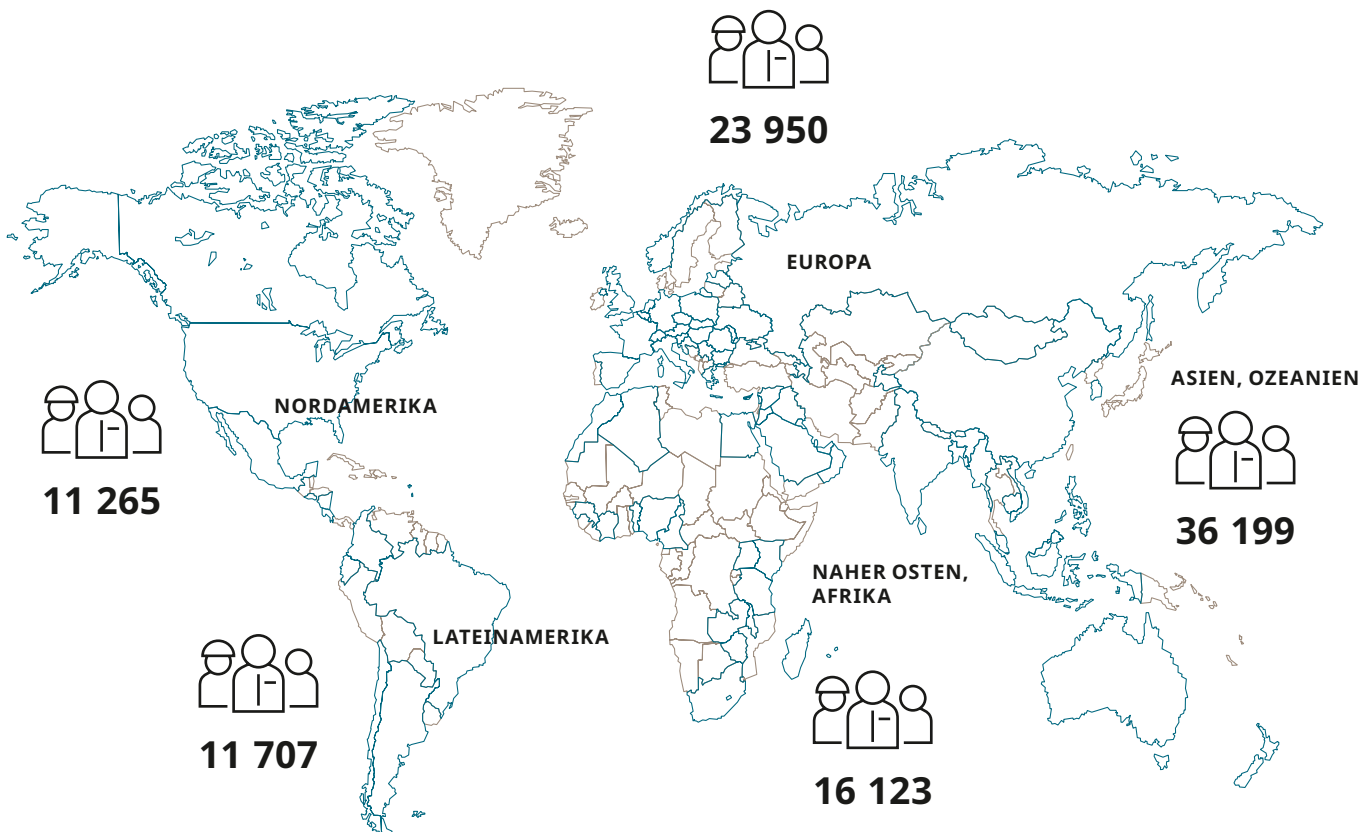 23 950
EUROPA
ASIEN, OZEANIEN
36 199
NORDAMERIKA
11 265
NAHER OSTEN,
AFRIKA
16 123
LATEINAMERIKA
11 707